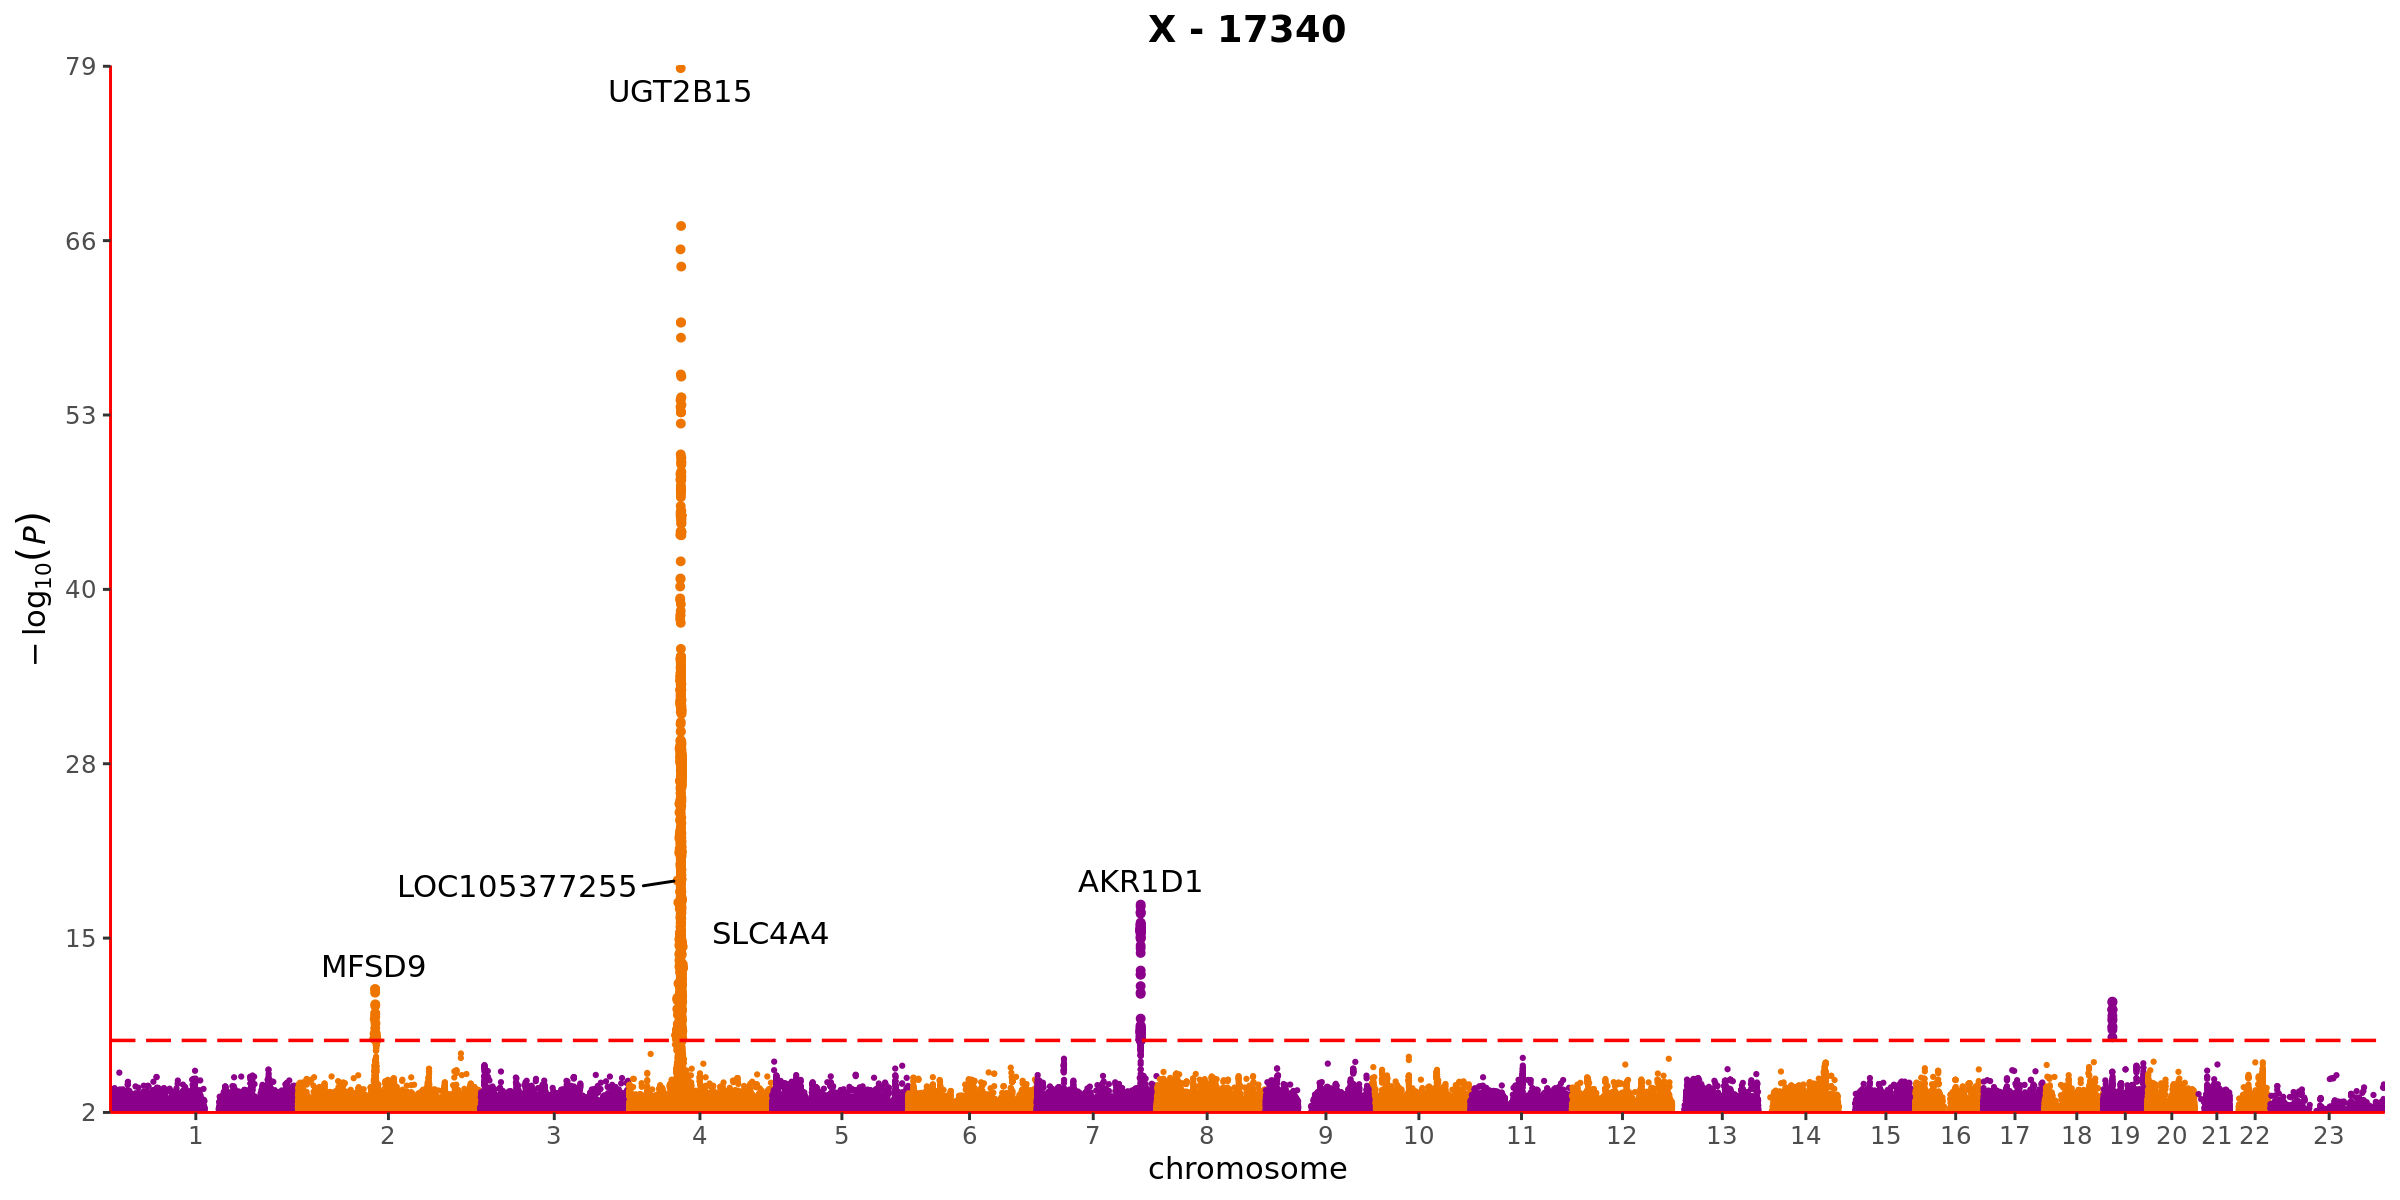 X - 17340
79
UGT2B15
66
53
40
28
LOC105377255
AKR1D1
SLC4A4
15
MFSD9
2
− log₁₀(P)
1 2 3 4 5 6 7 8 9 10 11 12 13 14 15 16 17 18 19 20 21 22 23
chromosome